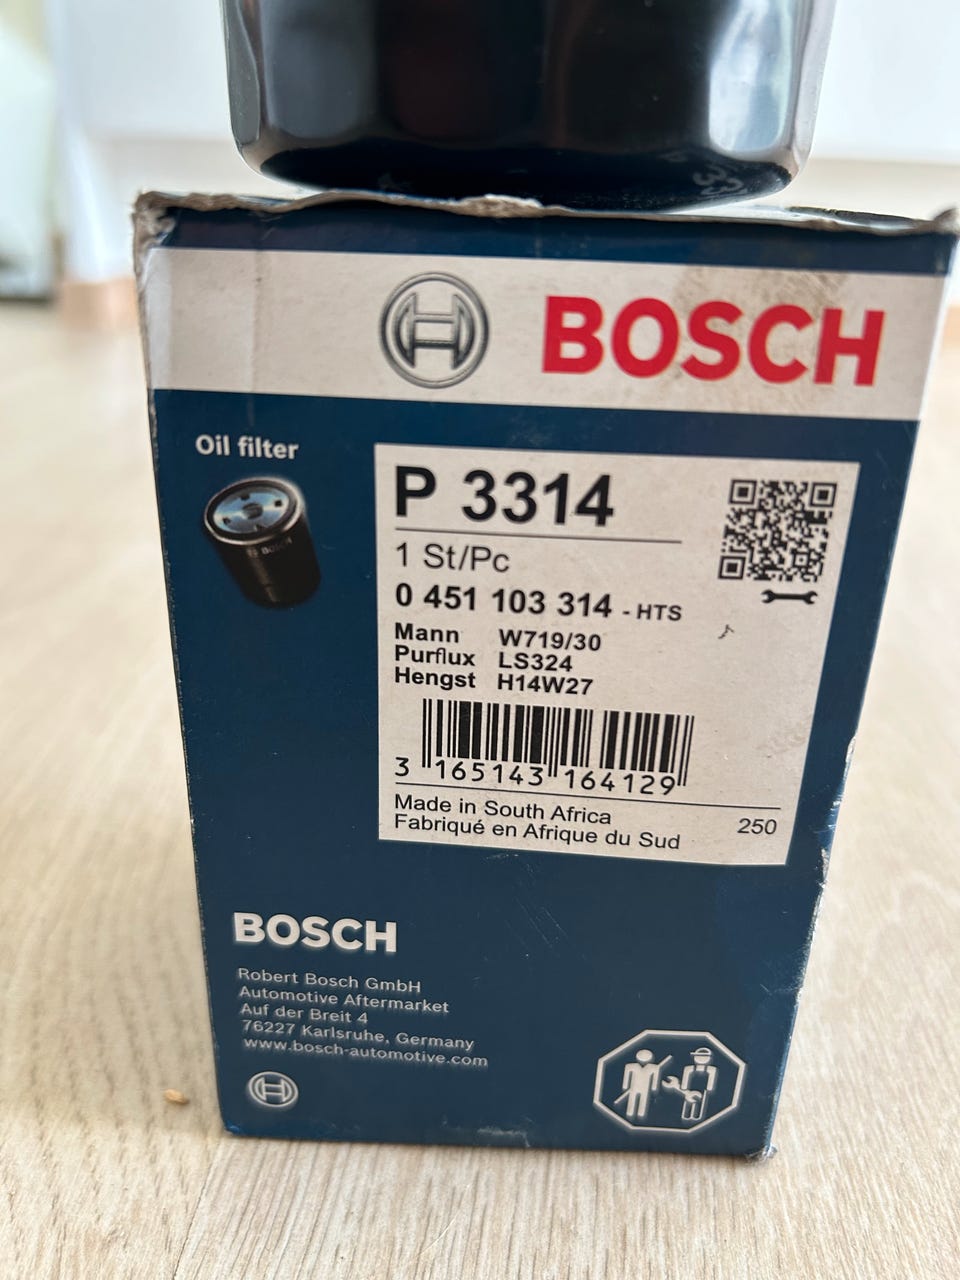 33
BOSCH
Oil filter
BOSCH
P 3314
1 St/Pc
0 451 103 314 - HTS
Mann W719/30
Purflux LS324
Hengst H14W27
3 165143 164129
Made in South Africa
Fabriqué en Afrique du Sud
250
BOSCH
Robert Bosch GmbH
Automotive Aftermarket
Auf der Breit 4
76227 Karlsruhe, Germany
www.bosch-automotive.com